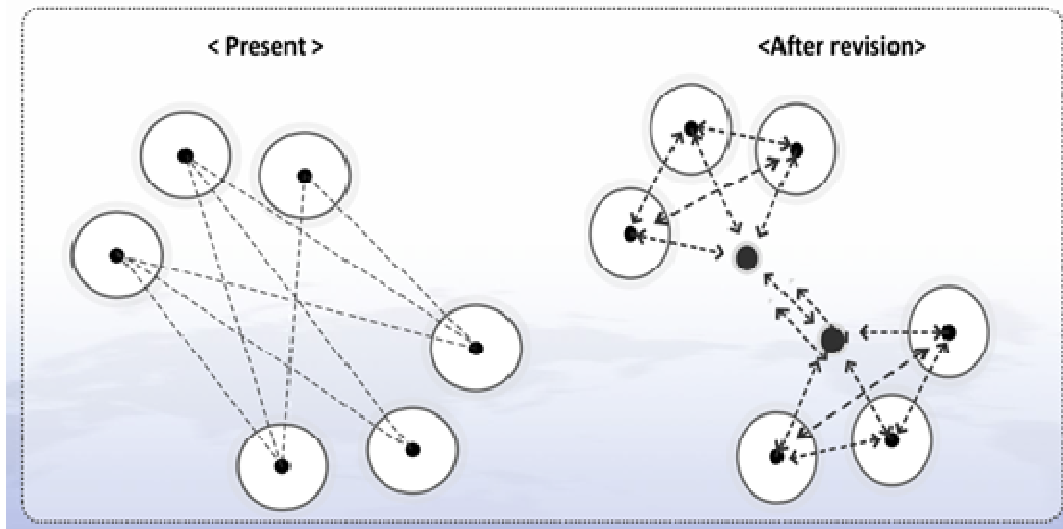 < Present >
<After revision>